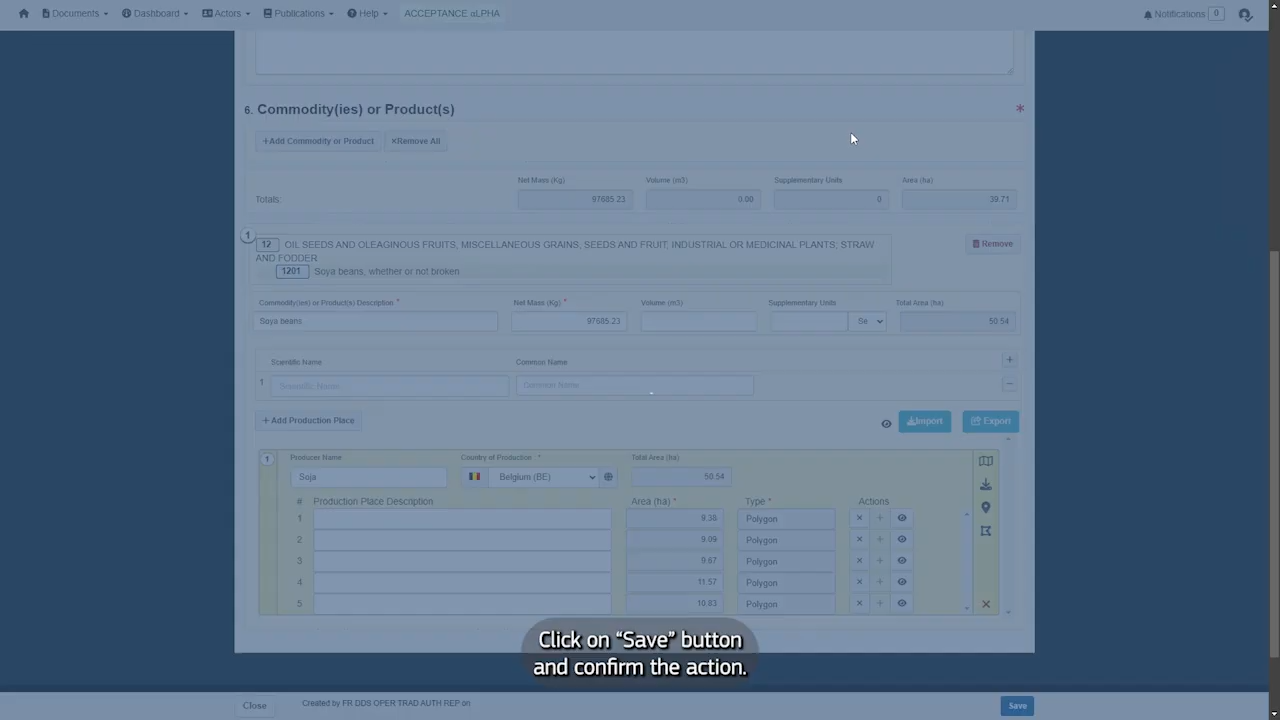 Documents Dashboard Actors Publications Help ACCEPTANCE αLPHA Notifications 0
6. Commodity(ies) or Product(s) *
+Add Commodity or Product ×Remove All
Net Mass (Kg) Volume (m3) Supplementary Units Area (ha)
Totals: 97685.23 0.00 0 39.71
1
12 OIL SEEDS AND OLEAGINOUS FRUITS, MISCELLANEOUS GRAINS, SEEDS AND FRUIT, INDUSTRIAL OR MEDICINAL PLANTS; STRAW Remove
AND FODDER
1201 Soya beans, whether or not broken
Commodity(ies) or Product(s) Description * Net Mass (Kg) * Volume (m3) Supplementary Units Total Area (ha)
Soya beans 97685.23 Se 50.54
Scientific Name Common Name +
1 Scientific Name Common Name −
+ Add Production Place Import Export
1 Producer Name Country of Production : * Total Area (ha)
Soja Belgium (BE) 50.54
# Production Place Description Area (ha) * Type * Actions
1 9.38 Polygon × +
2 9.09 Polygon × +
3 9.67 Polygon × +
4 11.57 Polygon × +
5 10.83 Polygon × +
Click on “Save” button
and confirm the action.
Close Created by FR DDS OPER TRAD AUTH REP on Save